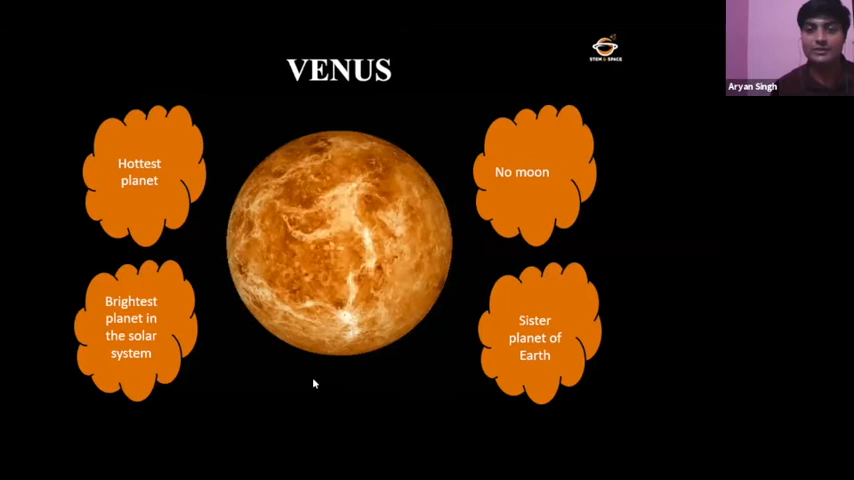 VENUS
STEM & SPACE
Aryan Singh
Hottest
planet
No moon
Brightest
planet in
the solar
system
Sister
planet of
Earth